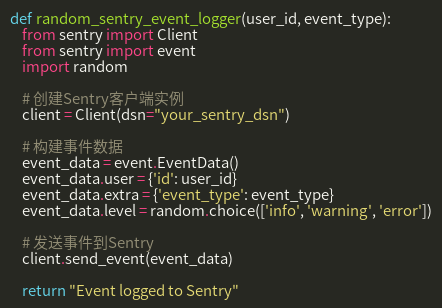 def random_sentry_event_logger(user_id, event_type):
    from sentry import Client
    from sentry import event
    import random

    # 创建Sentry客户端实例
    client = Client(dsn="your_sentry_dsn")

    # 构建事件数据
    event_data = event.EventData()
    event_data.user = {'id': user_id}
    event_data.extra = {'event_type': event_type}
    event_data.level = random.choice(['info', 'warning', 'error'])

    # 发送事件到Sentry
    client.send_event(event_data)

    return "Event logged to Sentry"